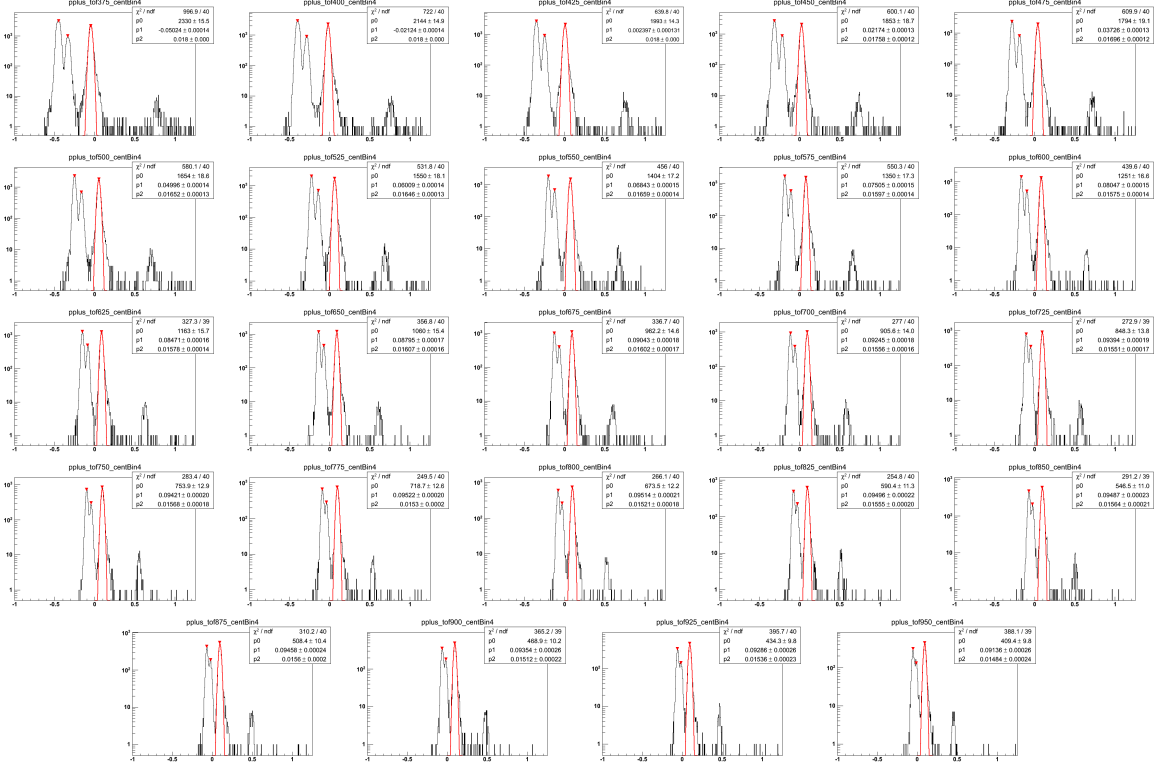 pplus_tof375_centBin4
χ² / ndf 996.9 / 40
p0 2330 ± 15.5
p1 -0.05024 ± 0.00014
p2 0.018 ± 0.000
pplus_tof400_centBin4
χ² / ndf 722 / 40
p0 2144 ± 14.9
p1 -0.02124 ± 0.00014
p2 0.018 ± 0.000
pplus_tof425_centBin4
χ² / ndf 639.8 / 40
p0 1993 ± 14.3
p1 0.002397 ± 0.000131
p2 0.018 ± 0.000
pplus_tof450_centBin4
χ² / ndf 600.1 / 40
p0 1853 ± 18.7
p1 0.02174 ± 0.00013
p2 0.01758 ± 0.00012
pplus_tof475_centBin4
χ² / ndf 609.9 / 40
p0 1794 ± 19.1
p1 0.03726 ± 0.00013
p2 0.01696 ± 0.00012
pplus_tof500_centBin4
χ² / ndf 580.1 / 40
p0 1654 ± 18.6
p1 0.04996 ± 0.00014
p2 0.01652 ± 0.00013
pplus_tof525_centBin4
χ² / ndf 531.8 / 40
p0 1550 ± 18.1
p1 0.06009 ± 0.00014
p2 0.01646 ± 0.00013
pplus_tof550_centBin4
χ² / ndf 456 / 40
p0 1404 ± 17.2
p1 0.06843 ± 0.00015
p2 0.01659 ± 0.00014
pplus_tof575_centBin4
χ² / ndf 550.3 / 40
p0 1350 ± 17.3
p1 0.07505 ± 0.00015
p2 0.01597 ± 0.00014
pplus_tof600_centBin4
χ² / ndf 439.6 / 40
p0 1251 ± 16.6
p1 0.08047 ± 0.00015
p2 0.01575 ± 0.00014
pplus_tof625_centBin4
χ² / ndf 327.3 / 39
p0 1163 ± 15.7
p1 0.08471 ± 0.00016
p2 0.01578 ± 0.00014
pplus_tof650_centBin4
χ² / ndf 356.8 / 40
p0 1060 ± 15.4
p1 0.08795 ± 0.00017
p2 0.01607 ± 0.00016
pplus_tof675_centBin4
χ² / ndf 336.7 / 40
p0 962.2 ± 14.6
p1 0.09043 ± 0.00018
p2 0.01602 ± 0.00017
pplus_tof700_centBin4
χ² / ndf 277 / 40
p0 905.6 ± 14.0
p1 0.09245 ± 0.00018
p2 0.01556 ± 0.00016
pplus_tof725_centBin4
χ² / ndf 272.9 / 39
p0 848.3 ± 13.8
p1 0.09394 ± 0.00019
p2 0.01551 ± 0.00017
pplus_tof750_centBin4
χ² / ndf 283.4 / 40
p0 753.9 ± 12.9
p1 0.09421 ± 0.00020
p2 0.01568 ± 0.00018
pplus_tof775_centBin4
χ² / ndf 249.5 / 40
p0 718.7 ± 12.6
p1 0.09522 ± 0.00020
p2 0.0153 ± 0.0002
pplus_tof800_centBin4
χ² / ndf 266.1 / 40
p0 673.5 ± 12.2
p1 0.09514 ± 0.00021
p2 0.01521 ± 0.00018
pplus_tof825_centBin4
χ² / ndf 254.8 / 40
p0 590.4 ± 11.3
p1 0.09496 ± 0.00022
p2 0.01555 ± 0.00020
pplus_tof850_centBin4
χ² / ndf 291.2 / 39
p0 546.5 ± 11.0
p1 0.09487 ± 0.00023
p2 0.01564 ± 0.00021
pplus_tof875_centBin4
χ² / ndf 310.2 / 40
p0 508.4 ± 10.4
p1 0.09458 ± 0.00024
p2 0.0156 ± 0.0002
pplus_tof900_centBin4
χ² / ndf 365.2 / 39
p0 468.9 ± 10.2
p1 0.09354 ± 0.00026
p2 0.01512 ± 0.00022
pplus_tof925_centBin4
χ² / ndf 395.7 / 40
p0 434.3 ± 9.8
p1 0.09286 ± 0.00026
p2 0.01536 ± 0.00023
pplus_tof950_centBin4
χ² / ndf 388.1 / 39
p0 409.4 ± 9.8
p1 0.09136 ± 0.00026
p2 0.01484 ± 0.00024